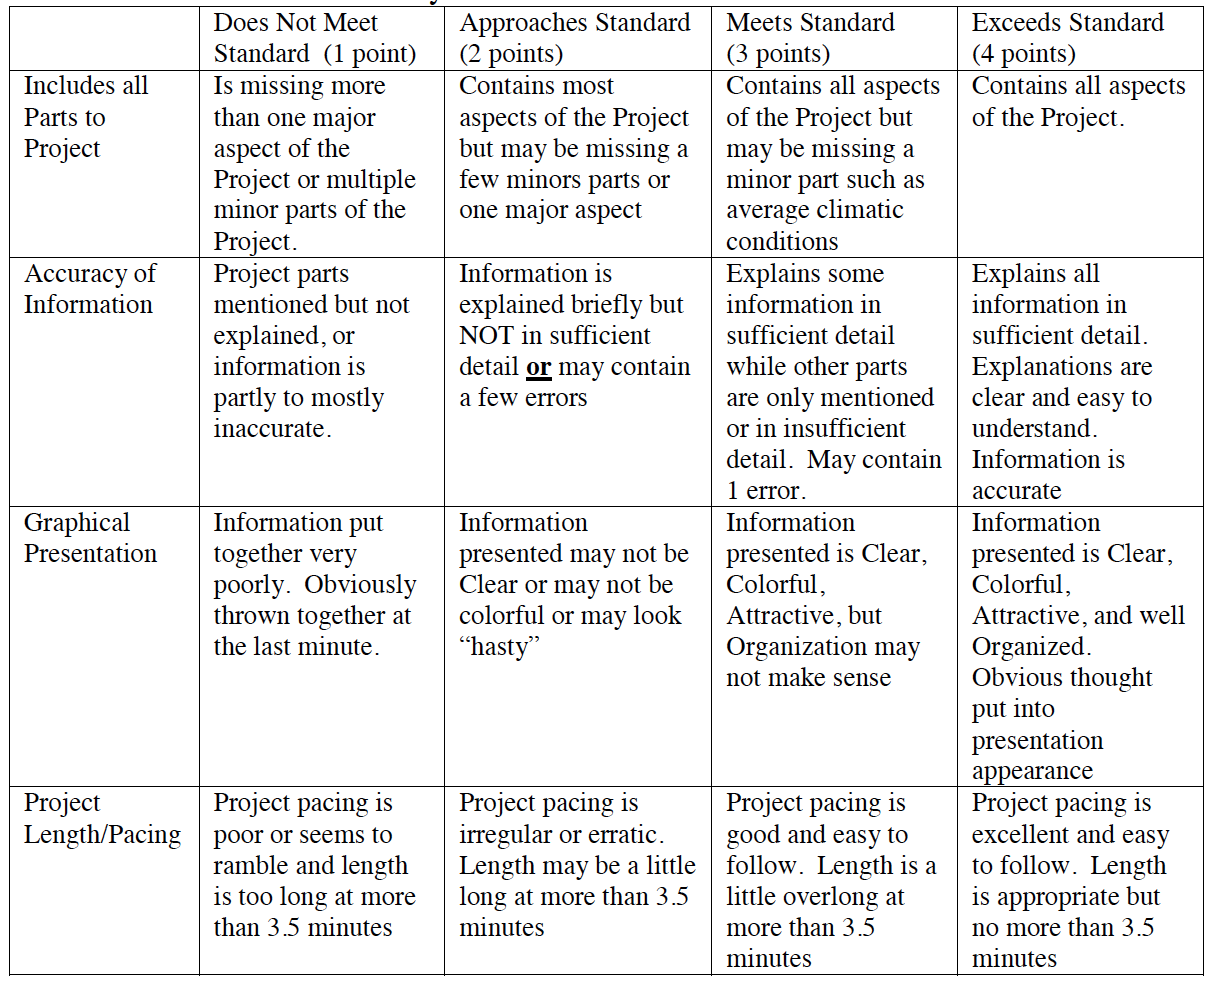 Does Not Meet
Standard  (1 point)
Approaches Standard
(2 points)
Meets Standard
(3 points)
Exceeds Standard
(4 points)
Includes all
Parts to
Project
Is missing more
than one major
aspect of the
Project or multiple
minor parts of the
Project.
Contains most
aspects of the Project
but may be missing a
few minors parts or
one major aspect
Contains all aspects
of the Project but
may be missing a
minor part such as
average climatic
conditions
Contains all aspects
of the Project.
Accuracy of
Information
Project parts
mentioned but not
explained, or
information is
partly to mostly
inaccurate.
Information is
explained briefly but
NOT in sufficient
detail or may contain
a few errors
Explains some
information in
sufficient detail
while other parts
are only mentioned
or in insufficient
detail.  May contain
1 error.
Explains all
information in
sufficient detail.
Explanations are
clear and easy to
understand.
Information is
accurate
Graphical
Presentation
Information put
together very
poorly.  Obviously
thrown together at
the last minute.
Information
presented may not be
Clear or may not be
colorful or may look
“hasty”
Information
presented is Clear,
Colorful,
Attractive, but
Organization may
not make sense
Information
presented is Clear,
Colorful,
Attractive, and well
Organized.
Obvious thought
put into
presentation
appearance
Project
Length/Pacing
Project pacing is
poor or seems to
ramble and length
is too long at more
than 3.5 minutes
Project pacing is
irregular or erratic.
Length may be a little
long at more than 3.5
minutes
Project pacing is
good and easy to
follow.  Length is a
little overlong at
more than 3.5
minutes
Project pacing is
excellent and easy
to follow.  Length
is appropriate but
no more than 3.5
minutes